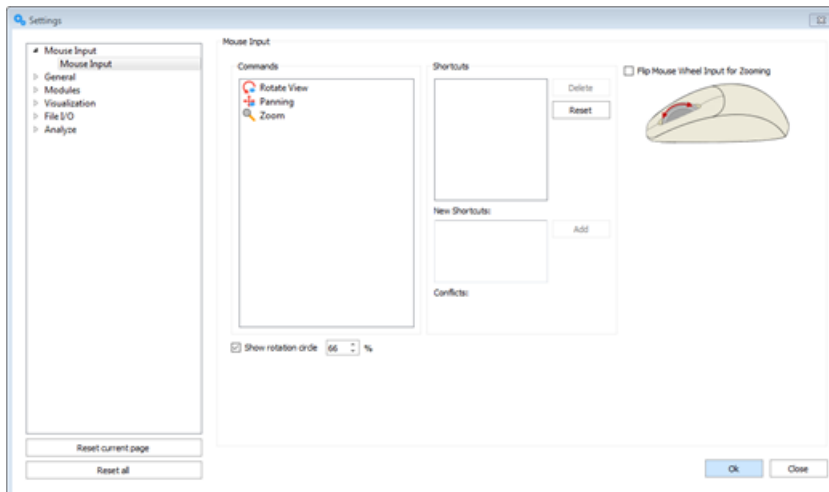 Settings
Mouse Input
Mouse Input
General
Modules
Visualization
File I/O
Analyze
Reset current page
Reset all
Mouse Input
Commands
Rotate View
Panning
Zoom
Show rotation circle 66 %
Shortcuts
Delete
Reset
New Shortcuts:
Add
Conflicts:
Flip Mouse Wheel Input for Zooming
Ok
Close